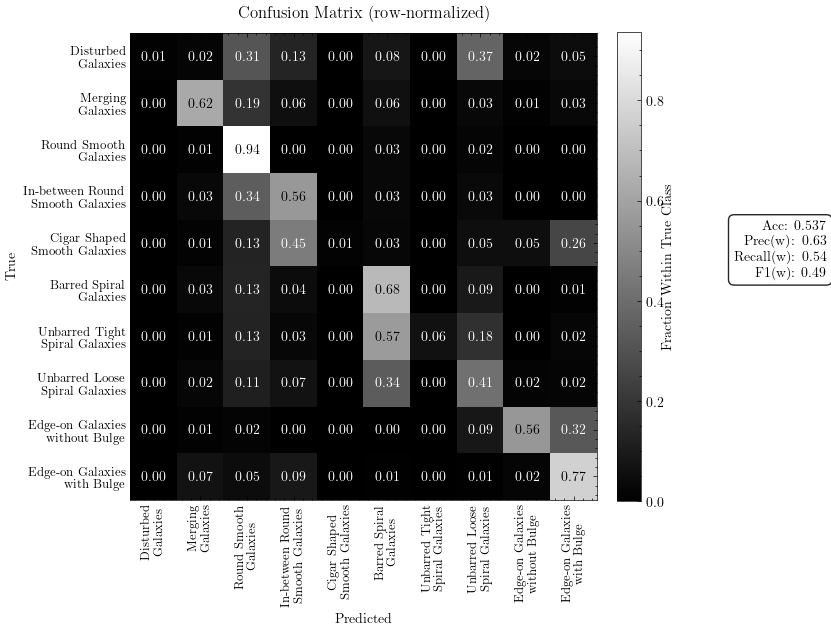 Confusion Matrix (row-normalized)
Disturbed
Galaxies
0.01 0.02 0.31 0.13 0.00 0.08 0.00 0.37 0.02 0.05
Merging
Galaxies
0.00 0.62 0.19 0.06 0.00 0.06 0.00 0.03 0.01 0.03
Round Smooth
Galaxies
0.00 0.01 0.94 0.00 0.00 0.03 0.00 0.02 0.00 0.00
In-between Round
Smooth Galaxies
0.00 0.03 0.34 0.56 0.00 0.03 0.00 0.03 0.00 0.00
Cigar Shaped
Smooth Galaxies
0.00 0.01 0.13 0.45 0.01 0.03 0.00 0.05 0.05 0.26
Barred Spiral
Galaxies
0.00 0.03 0.13 0.04 0.00 0.68 0.00 0.09 0.00 0.01
Unbarred Tight
Spiral Galaxies
0.00 0.01 0.13 0.03 0.00 0.57 0.06 0.18 0.00 0.02
Unbarred Loose
Spiral Galaxies
0.00 0.02 0.11 0.07 0.00 0.34 0.00 0.41 0.02 0.02
Edge-on Galaxies
without Bulge
0.00 0.01 0.02 0.00 0.00 0.00 0.00 0.09 0.56 0.32
Edge-on Galaxies
with Bulge
0.00 0.07 0.05 0.09 0.00 0.01 0.00 0.01 0.02 0.77
True
Disturbed
Galaxies
Merging
Galaxies
Round Smooth
Galaxies
In-between Round
Smooth Galaxies
Cigar Shaped
Smooth Galaxies
Barred Spiral
Galaxies
Unbarred Tight
Spiral Galaxies
Unbarred Loose
Spiral Galaxies
Edge-on Galaxies
without Bulge
Edge-on Galaxies
with Bulge
Predicted
0.8
0.6
0.4
0.2
0.0
Fraction Within True Class
Acc: 0.537
Prec(w): 0.63
Recall(w): 0.54
F1(w): 0.49